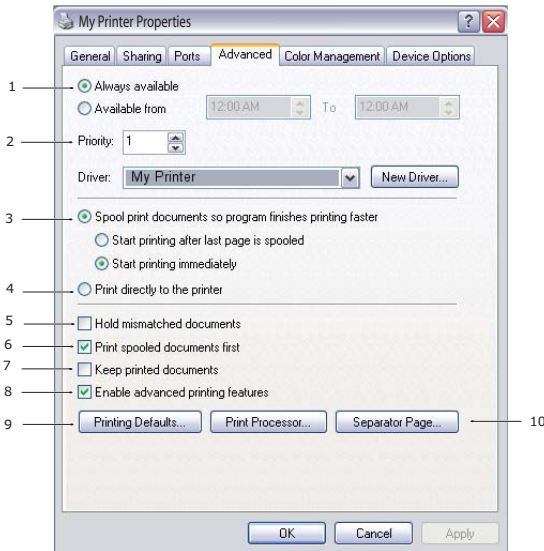 My Printer Properties
General Sharing Ports Advanced Color Management Device Options
1 Always available
Available from 12:00 AM To 12:00 AM
2 Priority: 1
Driver: My Printer New Driver...
3 Spool print documents so program finishes printing faster
Start printing after last page is spooled
Start printing immediately
4 Print directly to the printer
5 Hold mismatched documents
6 Print spooled documents first
7 Keep printed documents
8 Enable advanced printing features
9 Printing Defaults... Print Processor... Separator Page... 10
OK Cancel Apply